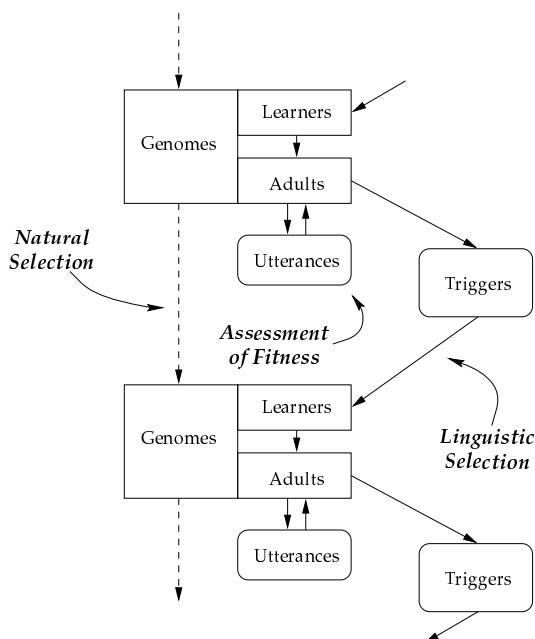 Learners
Genomes
Adults
Natural
Selection
Utterances
Triggers
Assessment
of Fitness
Learners
Genomes
Linguistic
Selection
Adults
Utterances
Triggers